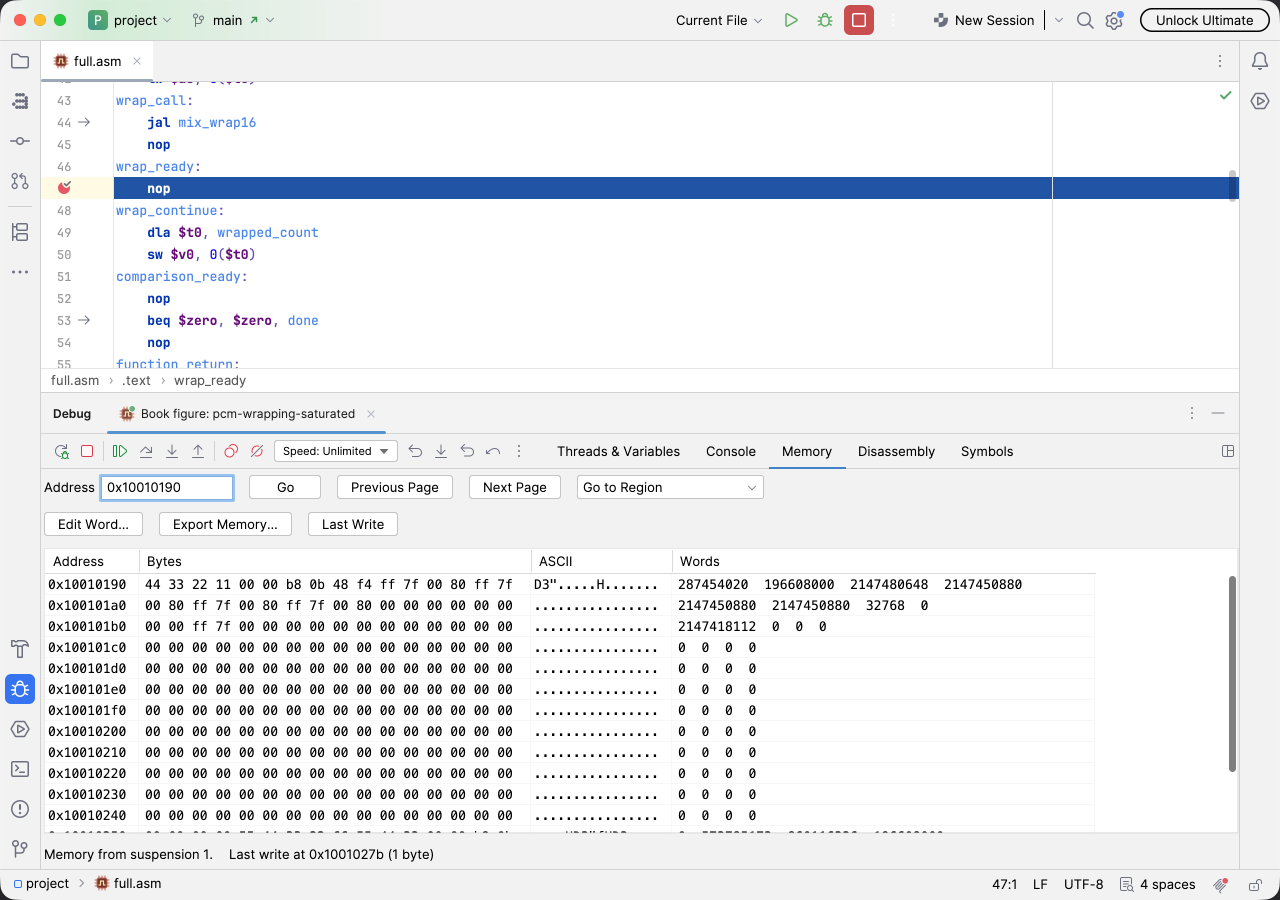 P project main Current File New Session Unlock Ultimate
full.asm
43 wrap_call:
44 jal mix_wrap16
45 nop
46 wrap_ready:
nop
48 wrap_continue:
49 dla $t0, wrapped_count
50 sw $v0, 0($t0)
51 comparison_ready:
52 nop
53 beq $zero, $zero, done
54 nop
55 function_return:
full.asm › .text › wrap_ready
Debug Book figure: pcm-wrapping-saturated
Speed: Unlimited Threads & Variables Console Memory Disassembly Symbols
Address 0x10010190 Go Previous Page Next Page Go to Region
Edit Word... Export Memory... Last Write
Address Bytes ASCII Words
0x10010190 44 33 22 11 00 00 b8 0b 48 f4 ff 7f 00 80 ff 7f D3".....H....... 287454020 196608000 2147480648 2147450880
0x100101a0 00 80 ff 7f 00 80 ff 7f 00 80 00 00 00 00 00 00 ................ 2147450880 2147450880 32768 0
0x100101b0 00 00 ff 7f 00 00 00 00 00 00 00 00 00 00 00 00 ................ 2147418112 0 0 0
0x100101c0 00 00 00 00 00 00 00 00 00 00 00 00 00 00 00 00 ................ 0 0 0 0
0x100101d0 00 00 00 00 00 00 00 00 00 00 00 00 00 00 00 00 ................ 0 0 0 0
0x100101e0 00 00 00 00 00 00 00 00 00 00 00 00 00 00 00 00 ................ 0 0 0 0
0x100101f0 00 00 00 00 00 00 00 00 00 00 00 00 00 00 00 00 ................ 0 0 0 0
0x10010200 00 00 00 00 00 00 00 00 00 00 00 00 00 00 00 00 ................ 0 0 0 0
0x10010210 00 00 00 00 00 00 00 00 00 00 00 00 00 00 00 00 ................ 0 0 0 0
0x10010220 00 00 00 00 00 00 00 00 00 00 00 00 00 00 00 00 ................ 0 0 0 0
0x10010230 00 00 00 00 00 00 00 00 00 00 00 00 00 00 00 00 ................ 0 0 0 0
0x10010240 00 00 00 00 00 00 00 00 00 00 00 00 00 00 00 00 ................ 0 0 0 0
Memory from suspension 1. Last write at 0x1001027b (1 byte)
project › full.asm 47:1 LF UTF-8 4 spaces